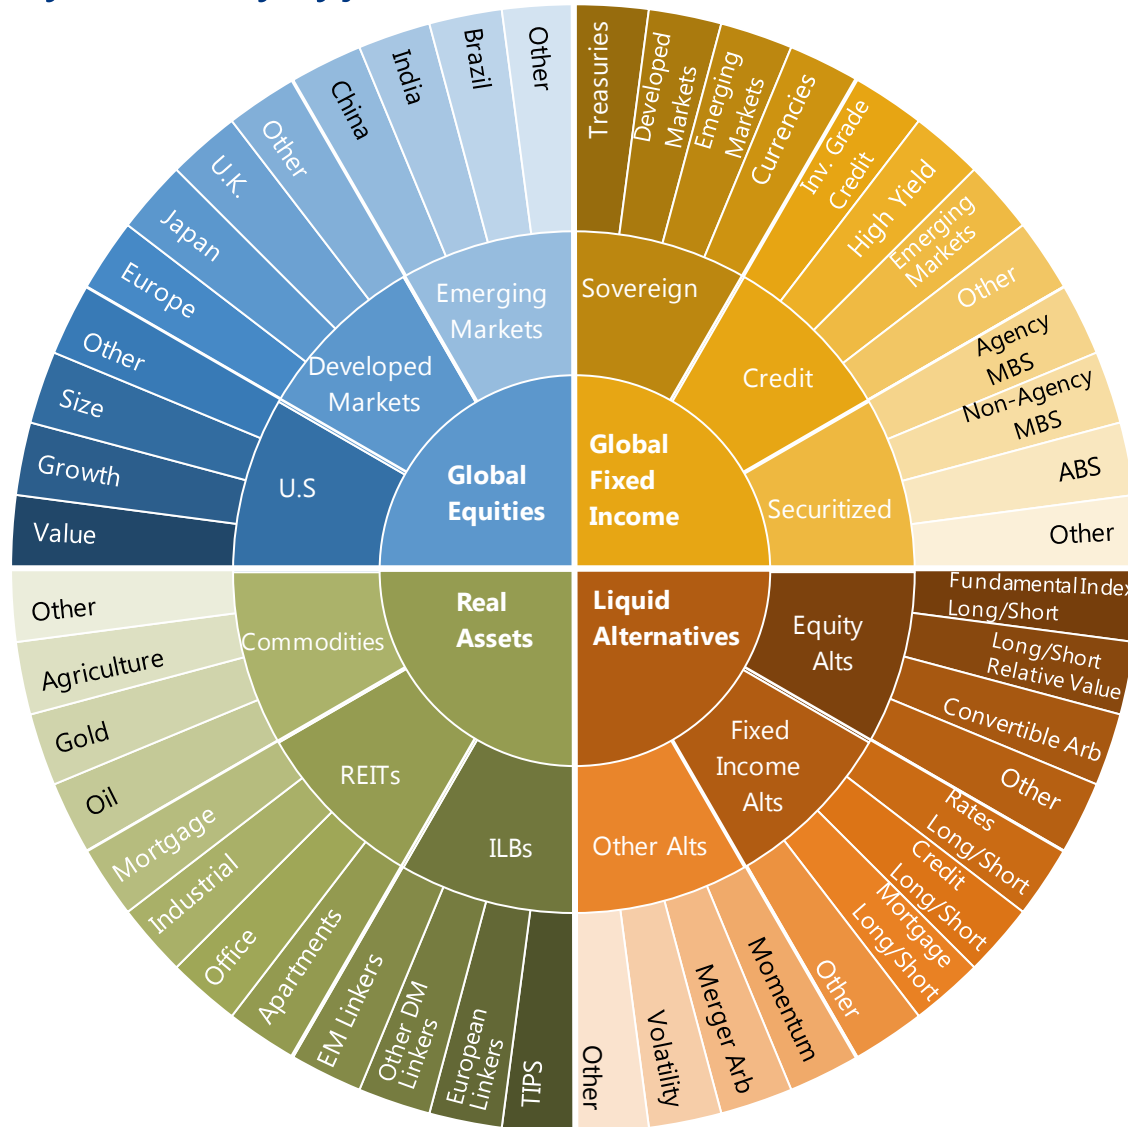 Other
Brazil
India
China
Other
U.K.
Japan
Europe
Other
Size
Growth
Value
Emerging
Markets
Developed
Markets
U.S
Global
Equities
Treasuries
Developed
Markets
Emerging
Markets
Currencies
Inv. Grade
Credit
High Yield
Emerging
Markets
Other
Agency
MBS
Non-Agency
MBS
ABS
Other
Sovereign
Credit
Securitized
Global
Fixed
Income
Other
Agriculture
Gold
Oil
Mortgage
Industrial
Office
Apartments
EM Linkers
Other DM
Linkers
European
Linkers
TIPS
Commodities
REITs
ILBs
Real
Assets
Liquid
Alternatives
Equity
Alts
Fixed
Income
Alts
Other Alts
Fundamental Index
Long/Short
Long/Short
Relative Value
Convertible Arb
Other
Rates
Long/Short
Credit
Long/Short
Mortgage
Long/Short
Other
Momentum
Merger Arb
Volatility
Other